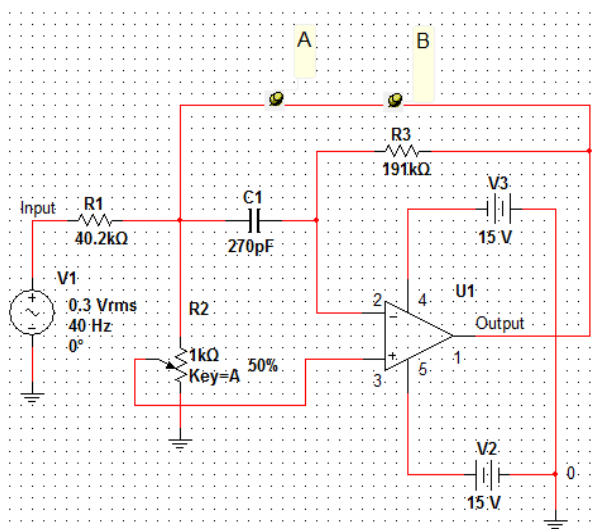 A
B
R3
191kΩ
V3
15 V
Input
R1
40.2kΩ
C1
270pF
V1
0.3 Vrms
40 Hz
0°
R2
1kΩ
Key=A
50%
2
4
U1
Output
3
5
1
V2
15 V
0